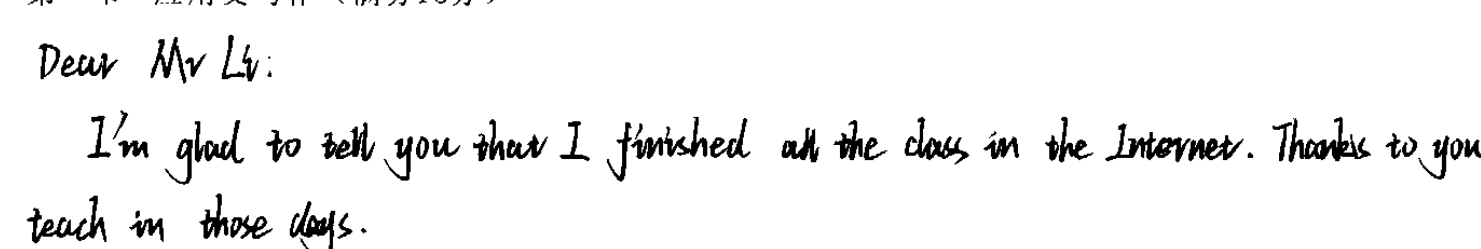 Dear Mr Li:
I'm glad to tell you that I finished all the class in the Internet. Thanks to you
teach in those days.